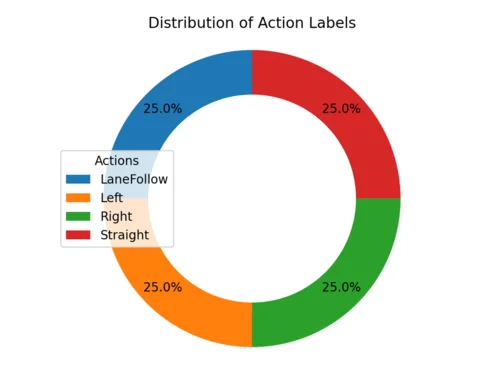 Distribution of Action Labels
25.0%
25.0%
Actions
LaneFollow
Left
Right
Straight
25.0%
25.0%